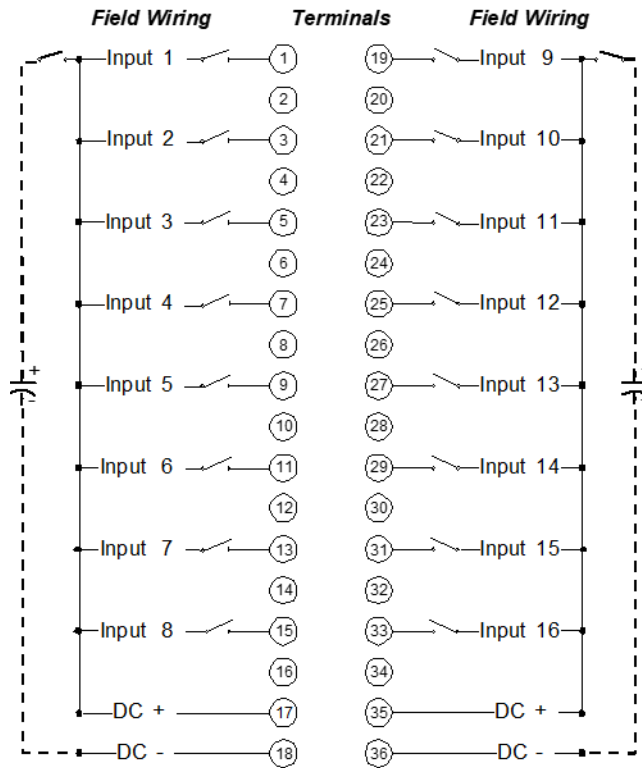 Field Wiring Terminals Field Wiring
Input 1 1 19 Input 9
2 20
Input 2 3 21 Input 10
4 22
Input 3 5 23 Input 11
6 24
Input 4 7 25 Input 12
8 26
+ +
Input 5 9 27 Input 13
- -
10 28
Input 6 11 29 Input 14
12 30
Input 7 13 31 Input 15
14 32
Input 8 15 33 Input 16
16 34
DC + 17 35 DC +
DC - 18 36 DC -